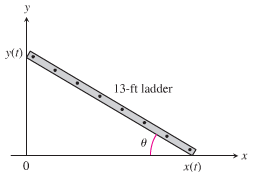 y
y(t)
13-ft ladder
θ
x
0
x(t)